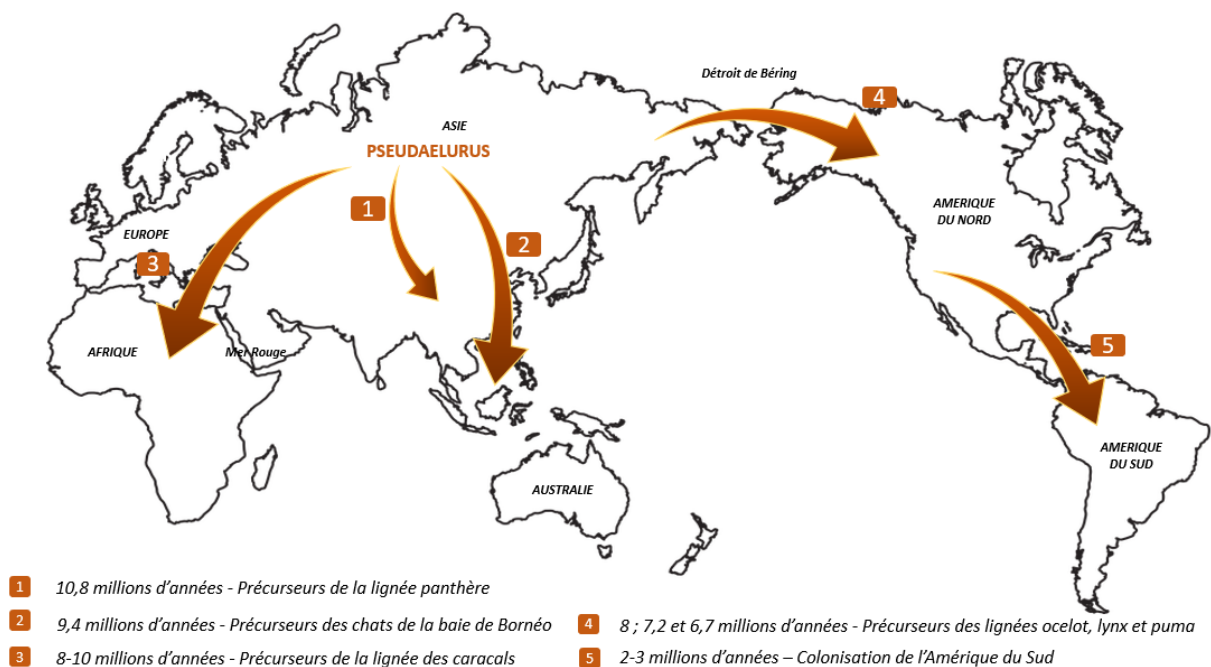 Détroit de Béring
4
ASIE
PSEUDAELURUS
1
AMERIQUE
DU NORD
EUROPE
2
3
AFRIQUE
Mer Rouge
5
AMERIQUE
DU SUD
AUSTRALIE
1 10,8 millions d’années - Précurseurs de la lignée panthère
2 9,4 millions d’années - Précurseurs des chats de la baie de Bornéo
4 8 ; 7,2 et 6,7 millions d’années - Précurseurs des lignées ocelot, lynx et puma
3 8-10 millions d’années - Précurseurs de la lignée des caracals
5 2-3 millions d’années – Colonisation de l’Amérique du Sud